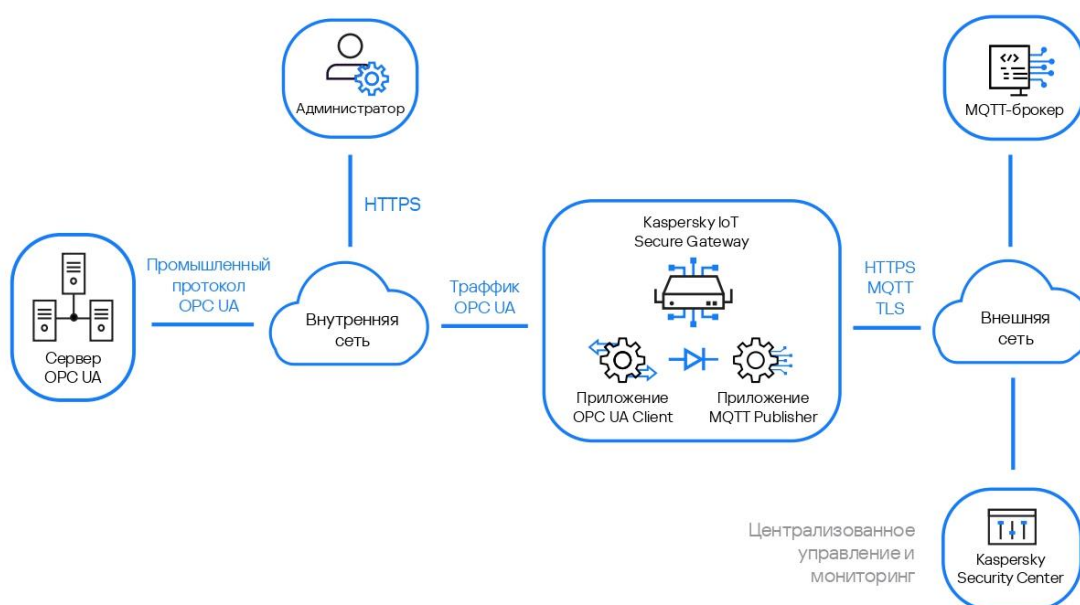 Администратор
MQTT-брокер
HTTPS
Kaspersky IoT
Secure Gateway
Промышленный
протокол
OPC UA
Траффик
OPC UA
HTTPS
MQTT
TLS
Внутренняя
сеть
Внешняя
сеть
Сервер
OPC UA
Приложение
OPC UA Client
Приложение
MQTT Publisher
Централизованное
управление и
мониторинг
Kaspersky
Security Center